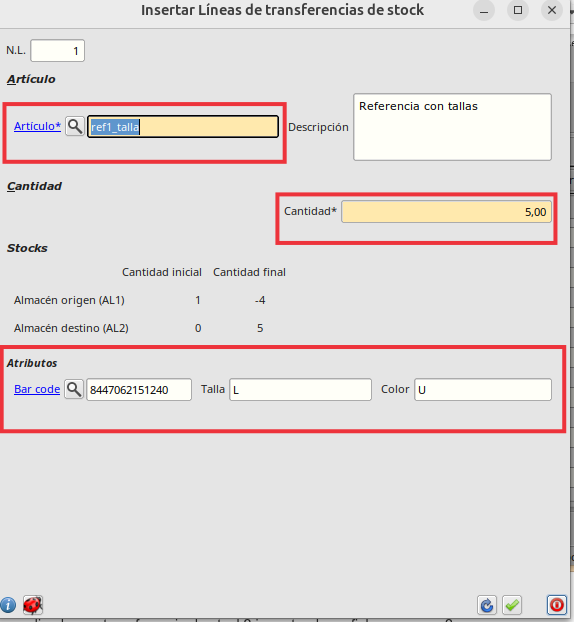 Insertar Líneas de transferencias de stock
N.L. 1
Artículo
Artículo* ref1_talla Descripción Referencia con tallas
Cantidad
Cantidad* 5,00
Stocks
Cantidad inicial Cantidad final
Almacén origen (AL1) 1 -4
Almacén destino (AL2) 0 5
Atributos
Bar code 8447062151240 Talla L Color U